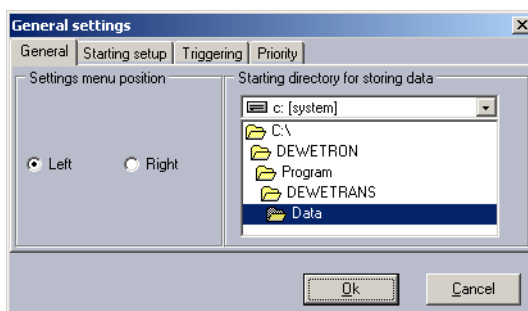 General settings
General Starting setup Triggering Priority
Settings menu position
Left Right
Starting directory for storing data
c: [system]
C:\
DEWETRON
Program
DEWETRANS
Data
Ok Cancel